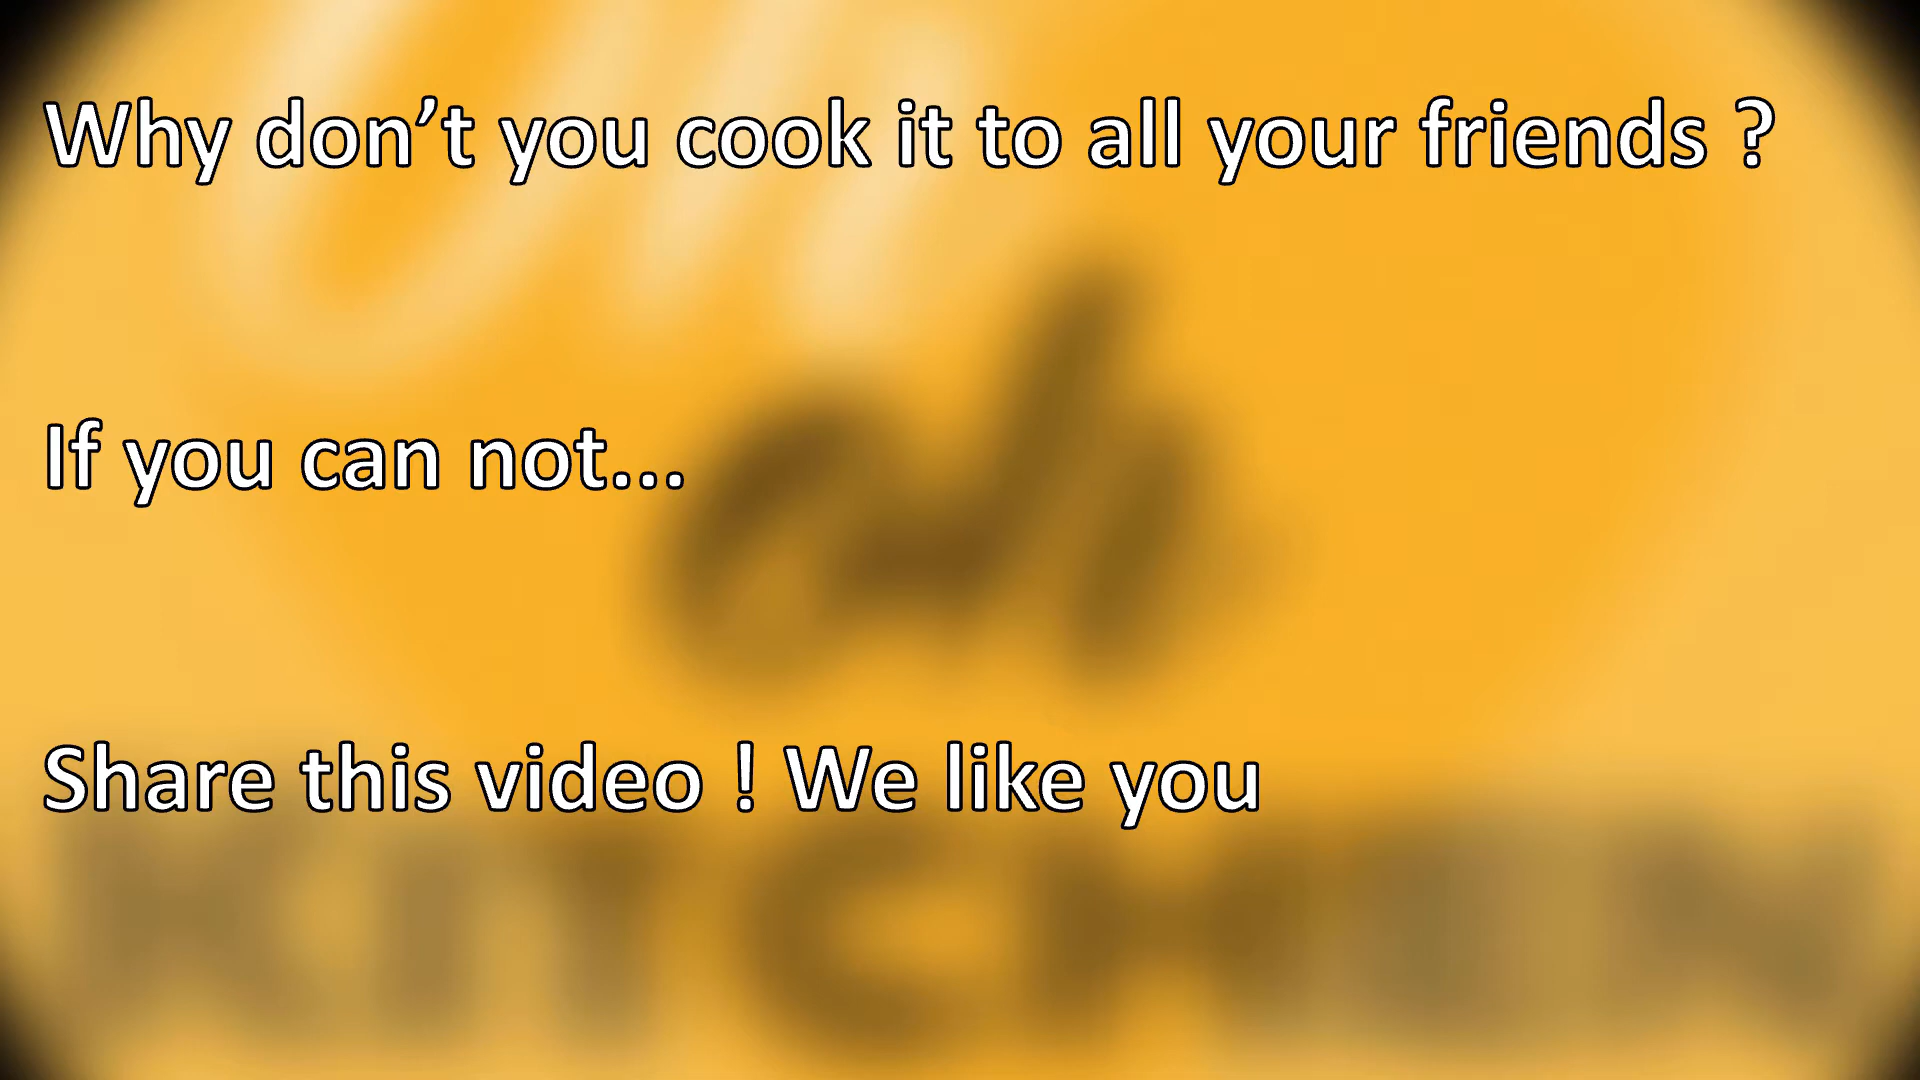 Why don’t you cook it to all your friends ?
If you can not...
Share this video ! We like you
KITCHEN